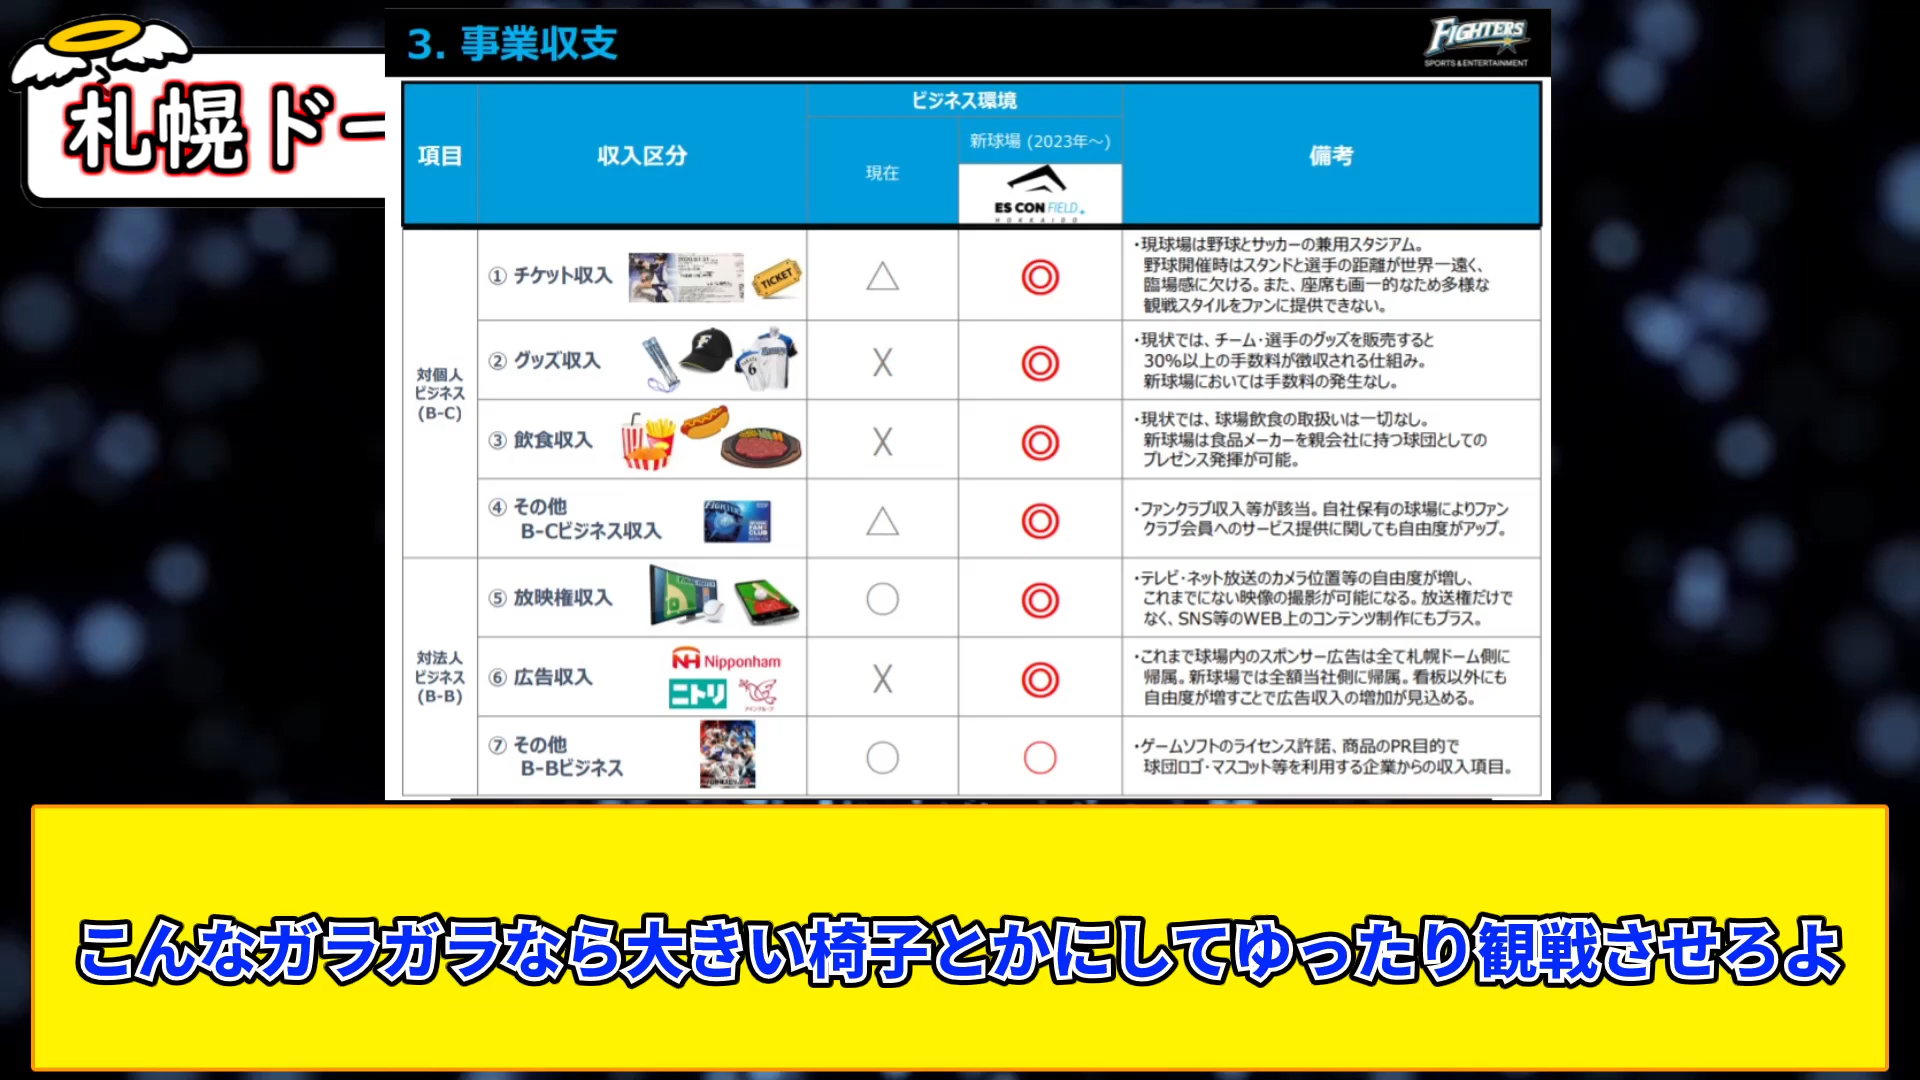 札幌ドー
3. 事業収支
FIGHTERS
SPORTS & ENTERTAINMENT
項目
収入区分
ビジネス環境
現在
新球場 (2023年～)
ES CON FIELD
HOKKAIDO
備考
対個人
ビジネス
(B-C)
① チケット収入
TICKET
△
◎
・現球場は野球とサッカーの兼用スタジアム。
野球開催時はスタンドと選手の距離が世界一遠く、
臨場感に欠ける。また、座席も画一的なため多様な
観戦スタイルをファンに提供できない。
② グッズ収入
F
6
X
◎
・現状では、チーム・選手のグッズを販売すると
30%以上の手数料が徴収される仕組み。
新球場においては手数料の発生なし。
③ 飲食収入
X
◎
・現状では、球場飲食の取扱いは一切なし。
新球場は食品メーカーを親会社に持つ球団としての
プレゼンス発揮が可能。
④ その他
B-Cビジネス収入
FIGHTERS
△
◎
・ファンクラブ収入等が該当。自社保有の球場によりファン
クラブ会員へのサービス提供に関しても自由度がアップ。
対法人
ビジネス
(B-B)
⑤ 放映権収入
○
◎
・テレビ・ネット放送のカメラ位置等の自由度が増し、
これまでにない映像の撮影が可能になる。放送権だけで
なく、SNS等のWEB上のコンテンツ制作にもプラス。
⑥ 広告収入
Nipponham
ニトリ
X
◎
・これまで球場内のスポンサー広告は全て札幌ドーム側に
帰属。新球場では全額当社側に帰属。看板以外にも
自由度が増すことで広告収入の増加が見込める。
⑦ その他
B-Bビジネス
○
○
・ゲームソフトのライセンス許諾、商品のPR目的で
球団ロゴ・マスコット等を利用する企業からの収入項目。
こんなガラガラなら大きい椅子とかにしてゆったり観戦させろよ